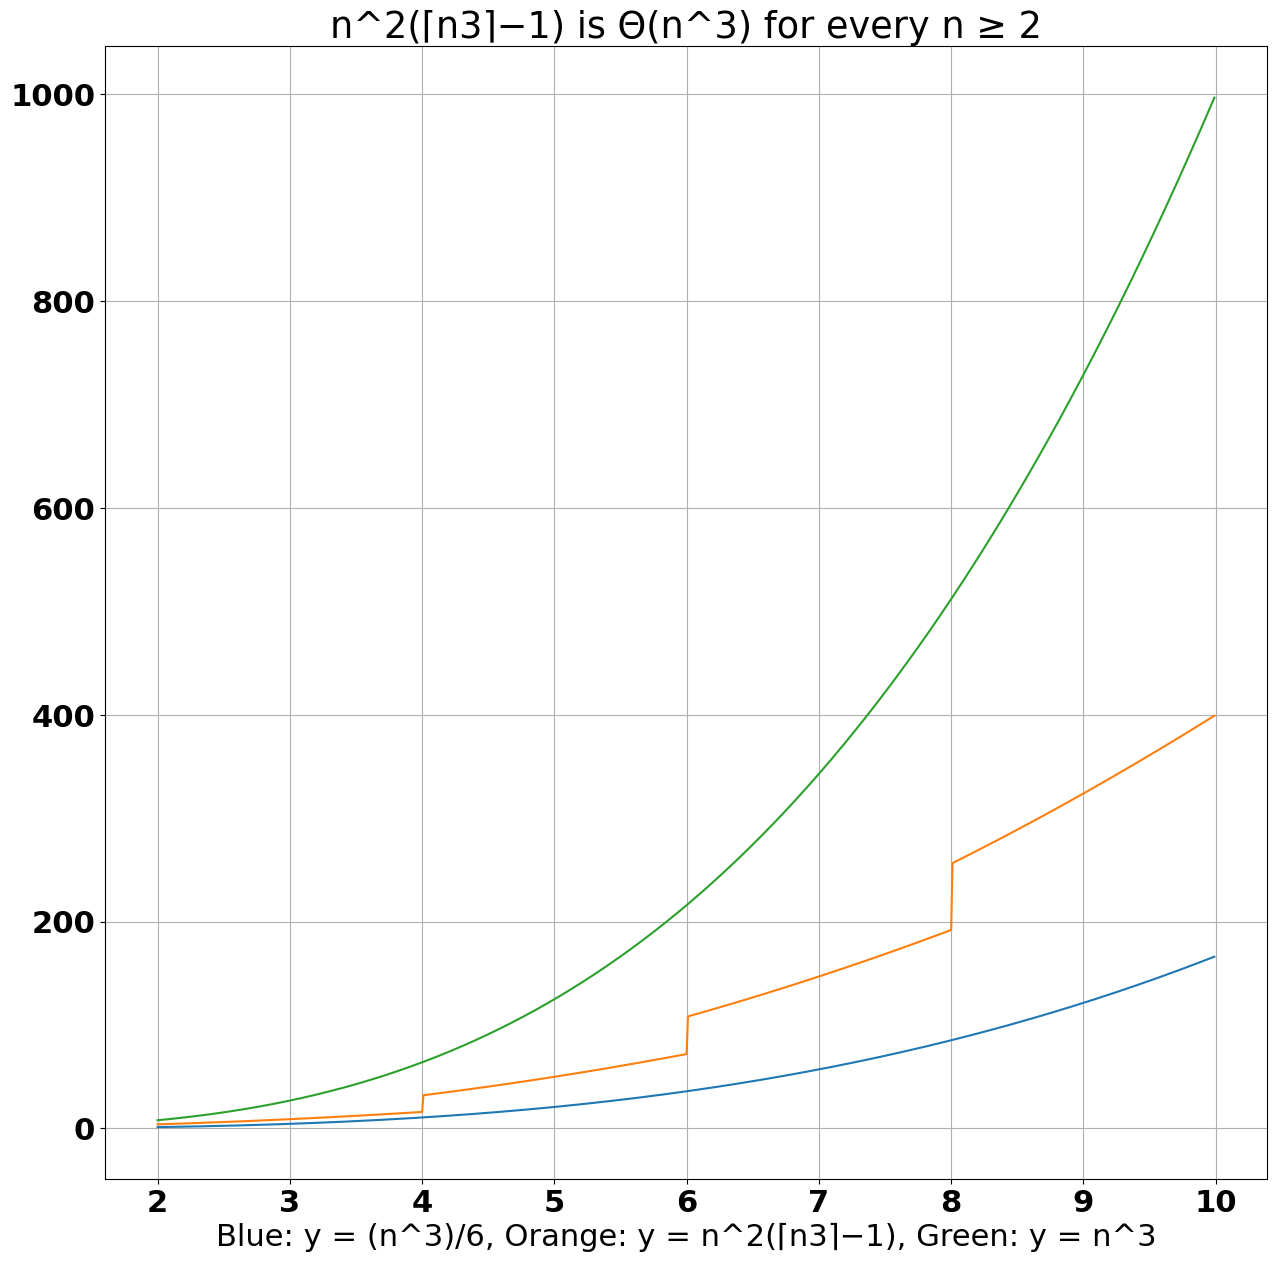 n^2(⌈n3⌉−1) is Θ(n^3) for every n ≥ 2
1000
800
600
400
200
0
2 3 4 5 6 7 8 9 10
Blue: y = (n^3)/6, Orange: y = n^2(⌈n3⌉−1), Green: y = n^3